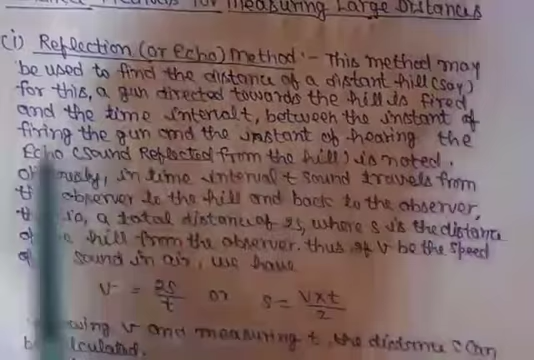 Methods for Measuring Large Distances
(i) Reflection (or echo) method :- This method may
be used to find the distance of a distant hill (say)
for this, a gun directed towards the hill is fired
and the time interval t, between the instant of
firing the gun and the instant of hearing the
Echo (sound Reflected from the hill) is noted.
in time interval t sound travels from
observer to the hill and back to the observer,
a total distance of 2s, where s is the distance
hill from the observer. thus if v be the speed
sound in air, we have
v = 2s/t or s = v×t/2
v and measuring t, the distance s can